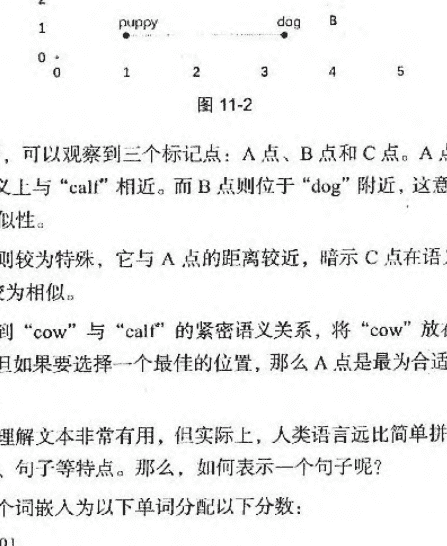 2
puppy dog B
1
0
0 1 2 3 4 5
图 11-2
，可以观察到三个标记点：A 点、B 点和 C 点。A 点
义上与“calf”相近。而 B 点则位于“dog”附近，这意
似性。
则较为特殊，它与 A 点的距离较近，暗示 C 点在语义
较为相似。
到“cow”与“calf”的紧密语义关系，将“cow”放在
但如果要选择一个最佳的位置，那么 A 点是最为合适
理解文本非常有用，但实际上，人类语言远比简单拼
、句子等特点。那么，如何表示一个句子呢？
个词嵌入为以下单词分配以下分数：
0]